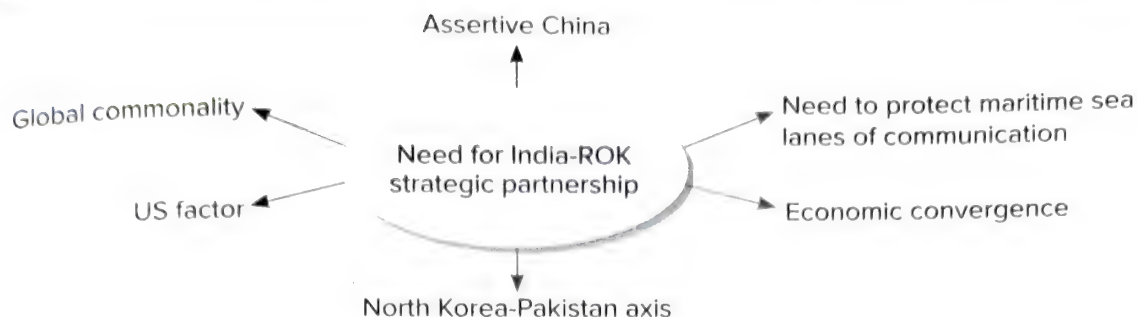 Assertive China
Global commonality
Need to protect maritime sea
lanes of communication
Need for India-ROK
strategic partnership
US factor
Economic convergence
North Korea-Pakistan axis